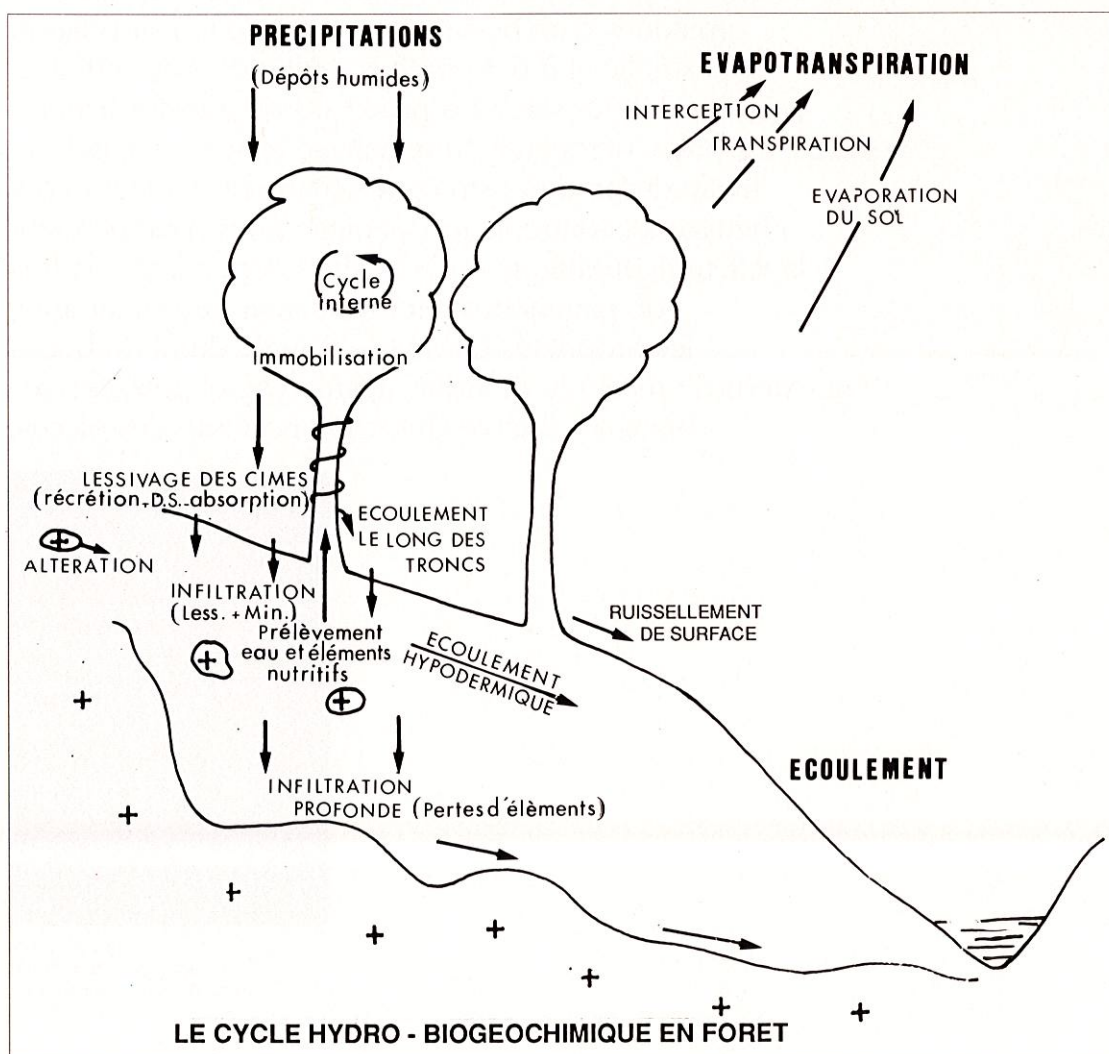 PRECIPITATIONS
(Dépôts humides)
EVAPOTRANSPIRATION
INTERCEPTION
TRANSPIRATION
EVAPORATION
DU SOL
Cycle
interne
Immobilisation
LESSIVAGE DES CIMES
(récrétion+D.S.-absorption)
ECOULEMENT
LE LONG DES
TRONCS
ALTERATION
INFILTRATION
(Less. + Min.)
Prélèvement
eau et éléments
nutritifs
ECOULEMENT
HYPODERMIQUE
RUISSELLEMENT
DE SURFACE
ECOULEMENT
INFILTRATION
PROFONDE (Pertes d'élèments)
LE CYCLE HYDRO - BIOGEOCHIMIQUE EN FORET